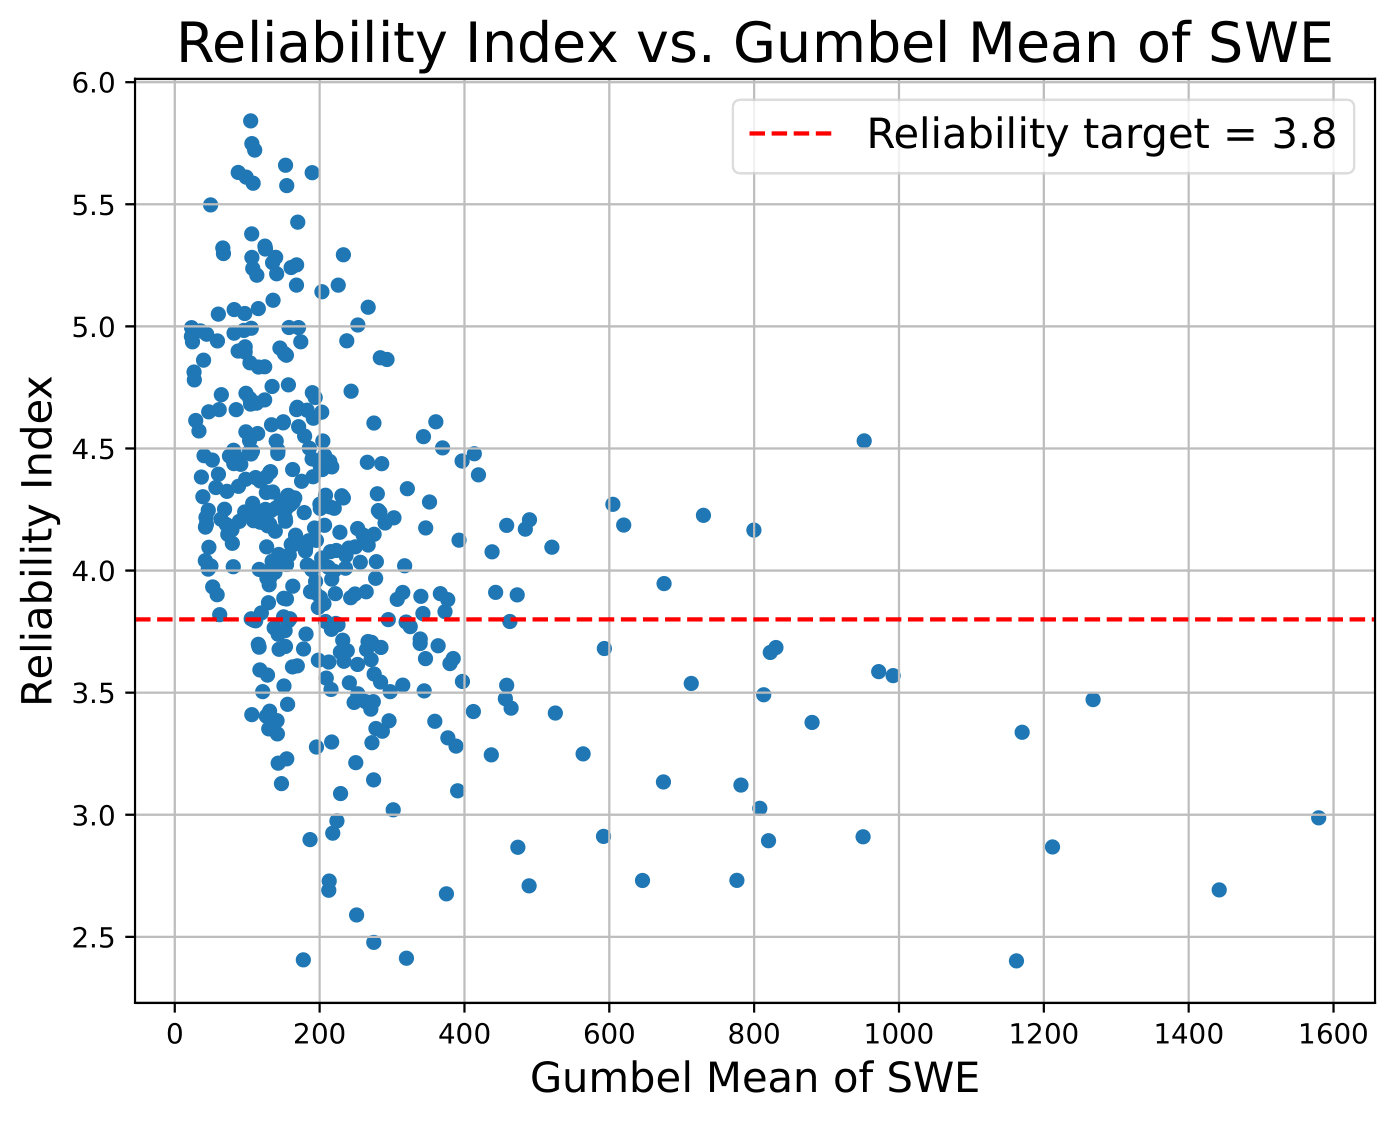 Reliability Index vs. Gumbel Mean of SWE
Reliability target = 3.8
Reliability Index
6.0
5.5
5.0
4.5
4.0
3.5
3.0
2.5
0 200 400 600 800 1000 1200 1400 1600
Gumbel Mean of SWE